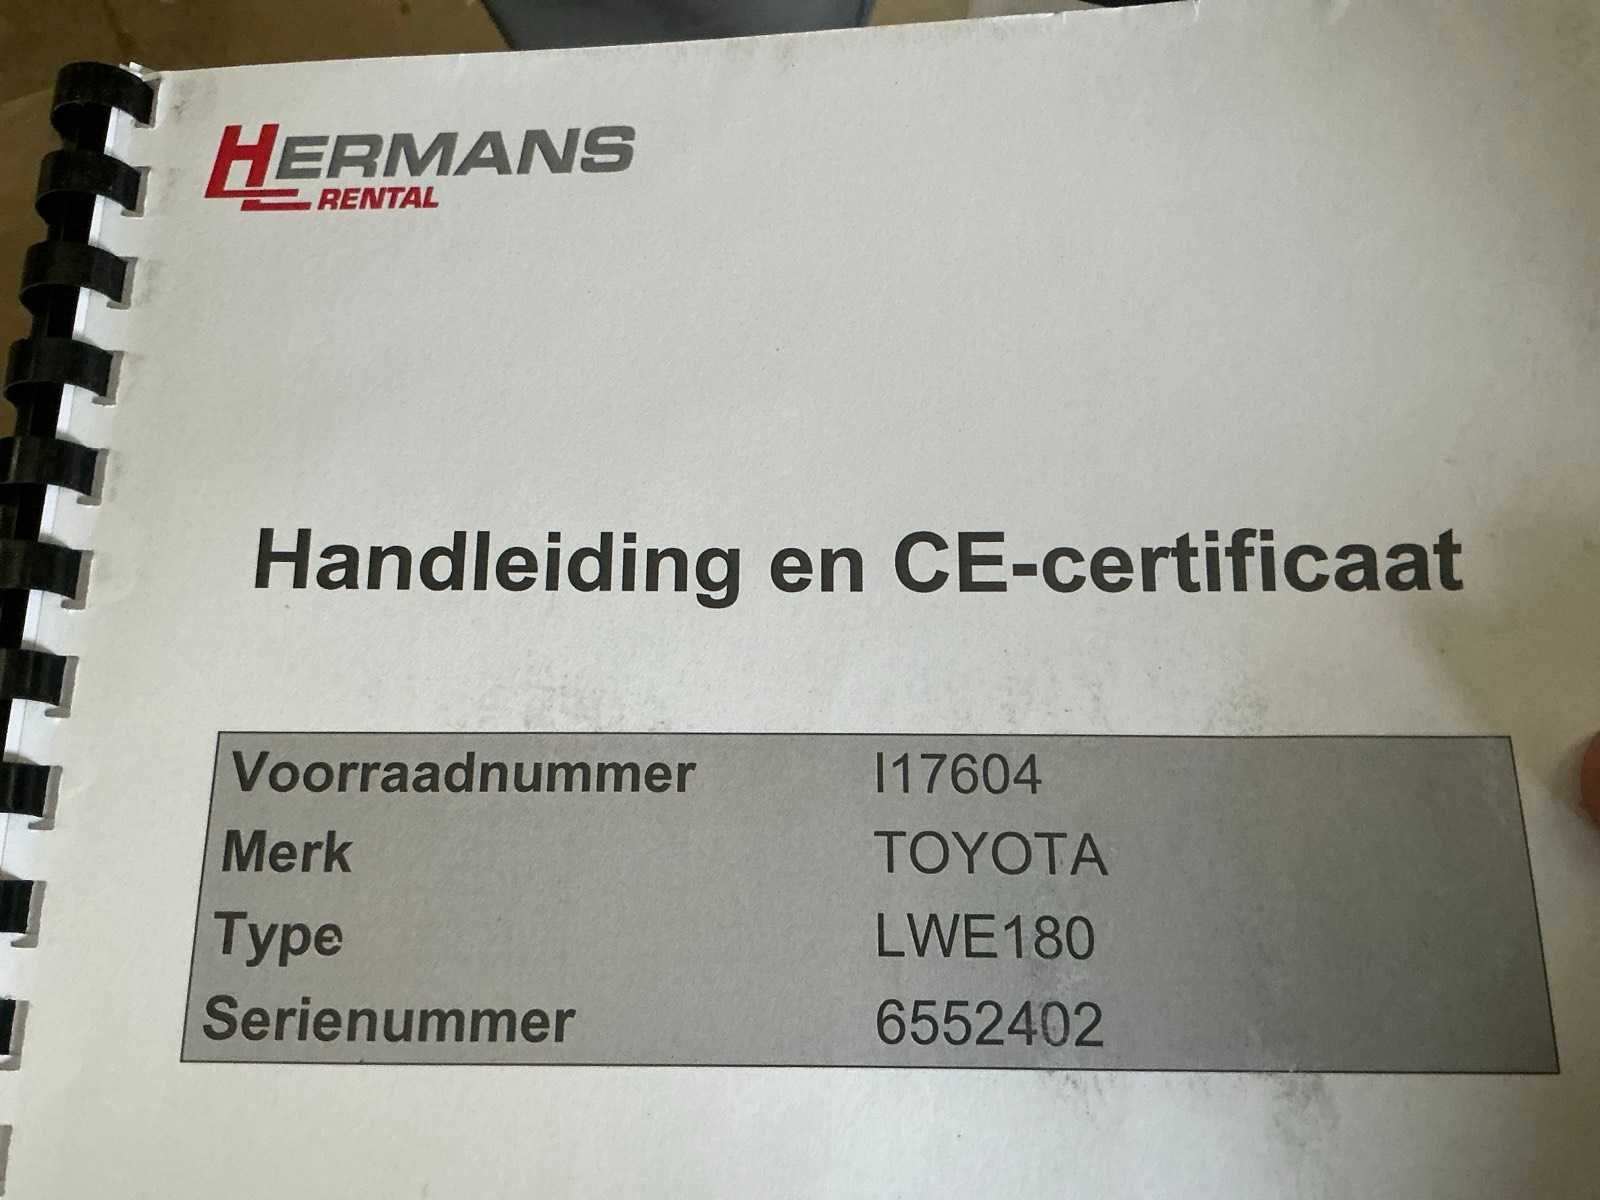 HERMANS
RENTAL
Handleiding en CE-certificaat
Voorraadnummer I17604
Merk TOYOTA
Type LWE180
Serienummer 6552402